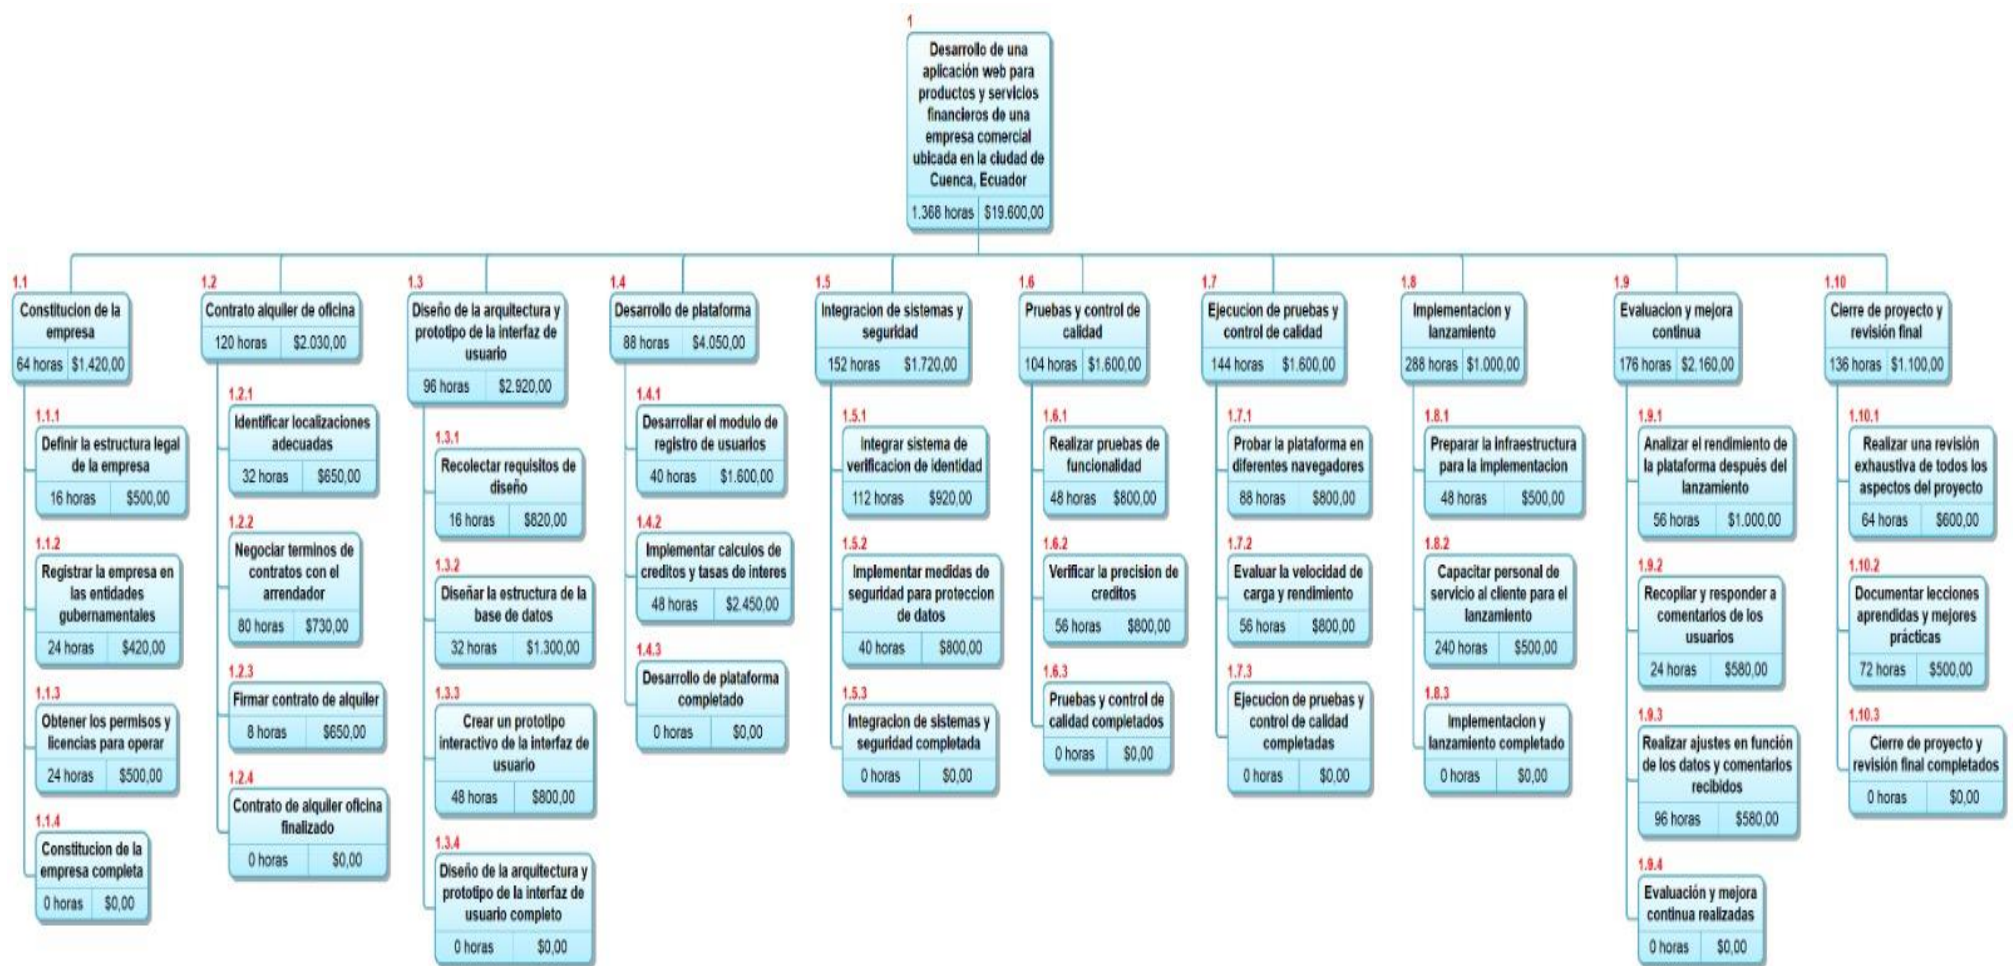 1
Desarrollo de una
aplicación web para
productos y servicios
financieros de una
empresa comercial
ubicada en la ciudad de
Cuenca, Ecuador
1.368 horas $19.600,00
1.1
Constitucion de la
empresa
64 horas $1.420,00
1.1.1
Definir la estructura legal
de la empresa
16 horas $500,00
1.1.2
Registrar la empresa en
las entidades
gubernamentales
24 horas $420,00
1.1.3
Obtener los permisos y
licencias para operar
24 horas $500,00
1.1.4
Constitucion de la
empresa completa
0 horas $0,00
1.2
Contrato alquiler de oficina
120 horas $2.030,00
1.2.1
Identificar localizaciones
adecuadas
32 horas $650,00
1.2.2
Negociar terminos de
contratos con el
arrendador
80 horas $730,00
1.2.3
Firmar contrato de alquiler
8 horas $650,00
1.2.4
Contrato de alquiler oficina
finalizado
0 horas $0,00
1.3
Diseño de la arquitectura y
prototipo de la interfaz de
usuario
96 horas $2.920,00
1.3.1
Recolectar requisitos de
diseño
16 horas $820,00
1.3.2
Diseñar la estructura de la
base de datos
32 horas $1.300,00
1.3.3
Crear un prototipo
interactivo de la interfaz de
usuario
48 horas $800,00
1.3.4
Diseño de la arquitectura y
prototipo de la interfaz de
usuario completo
0 horas $0,00
1.4
Desarrollo de plataforma
88 horas $4.050,00
1.4.1
Desarrollar el modulo de
registro de usuarios
40 horas $1.600,00
1.4.2
Implementar calculos de
creditos y tasas de interes
48 horas $2.450,00
1.4.3
Desarrollo de plataforma
completado
0 horas $0,00
1.5
Integracion de sistemas y
seguridad
152 horas $1.720,00
1.5.1
Integrar sistema de
verificacion de identidad
112 horas $920,00
1.5.2
Implementar medidas de
seguridad para proteccion
de datos
40 horas $800,00
1.5.3
Integracion de sistemas y
seguridad completada
0 horas $0,00
1.6
Pruebas y control de
calidad
104 horas $1.600,00
1.6.1
Realizar pruebas de
funcionalidad
48 horas $800,00
1.6.2
Verificar la precision de
creditos
56 horas $800,00
1.6.3
Pruebas y control de
calidad completados
0 horas $0,00
1.7
Ejecucion de pruebas y
control de calidad
144 horas $1.600,00
1.7.1
Probar la plataforma en
diferentes navegadores
88 horas $800,00
1.7.2
Evaluar la velocidad de
carga y rendimiento
56 horas $800,00
1.7.3
Ejecucion de pruebas y
control de calidad
completadas
0 horas $0,00
1.8
Implementacion y
lanzamiento
288 horas $1.000,00
1.8.1
Preparar la infraestructura
para la implementacion
48 horas $500,00
1.8.2
Capacitar personal de
servicio al cliente para el
lanzamiento
240 horas $500,00
1.8.3
Implementacion y
lanzamiento completado
0 horas $0,00
1.9
Evaluacion y mejora
continua
176 horas $2.160,00
1.9.1
Analizar el rendimiento de
la plataforma después del
lanzamiento
56 horas $1.000,00
1.9.2
Recopilar y responder a
comentarios de los
usuarios
24 horas $580,00
1.9.3
Realizar ajustes en función
de los datos y comentarios
recibidos
96 horas $580,00
1.9.4
Evaluación y mejora
continua realizadas
0 horas $0,00
1.10
Cierre de proyecto y
revisión final
136 horas $1.100,00
1.10.1
Realizar una revisión
exhaustiva de todos los
aspectos del proyecto
64 horas $600,00
1.10.2
Documentar lecciones
aprendidas y mejores
prácticas
72 horas $500,00
1.10.3
Cierre de proyecto y
revisión final completados
0 horas $0,00